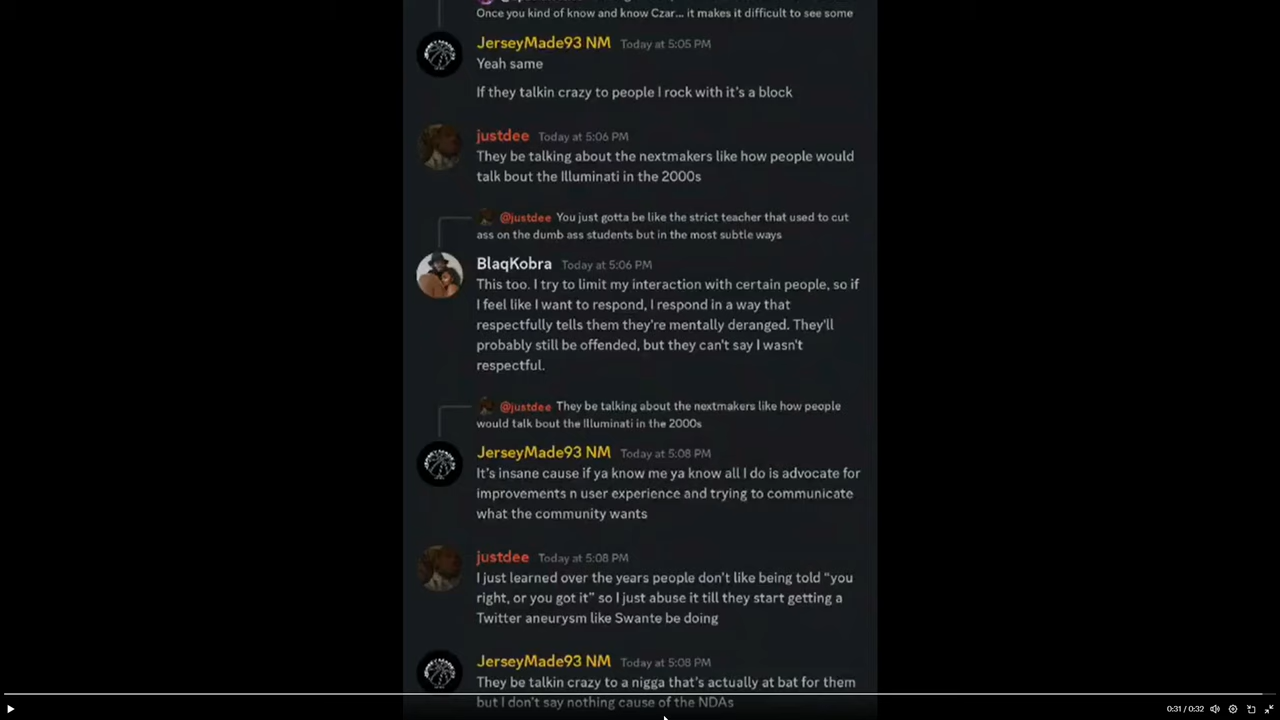 Once you kind of know and know Czar... it makes it difficult to see some
JerseyMade93 NM Today at 5:05 PM
Yeah same
If they talkin crazy to people I rock with it's a block
justdee Today at 5:06 PM
They be talking about the nextmakers like how people would
talk bout the Illuminati in the 2000s
@justdee You just gotta be like the strict teacher that used to cut
ass on the dumb ass students but in the most subtle ways
BlaqKobra Today at 5:06 PM
This too. I try to limit my interaction with certain people, so if
I feel like I want to respond, I respond in a way that
respectfully tells them they're mentally deranged. They'll
probably still be offended, but they can't say I wasn't
respectful.
@justdee They be talking about the nextmakers like how people
would talk bout the Illuminati in the 2000s
JerseyMade93 NM Today at 5:08 PM
It's insane cause if ya know me ya know all I do is advocate for
improvements n user experience and trying to communicate
what the community wants
justdee Today at 5:08 PM
I just learned over the years people don't like being told "you
right, or you got it" so I just abuse it till they start getting a
Twitter aneurysm like Swante be doing
JerseyMade93 NM Today at 5:08 PM
They be talkin crazy to a nigga that's actually at bat for them
but I don't say nothing cause of the NDAs
0:31 / 0:32